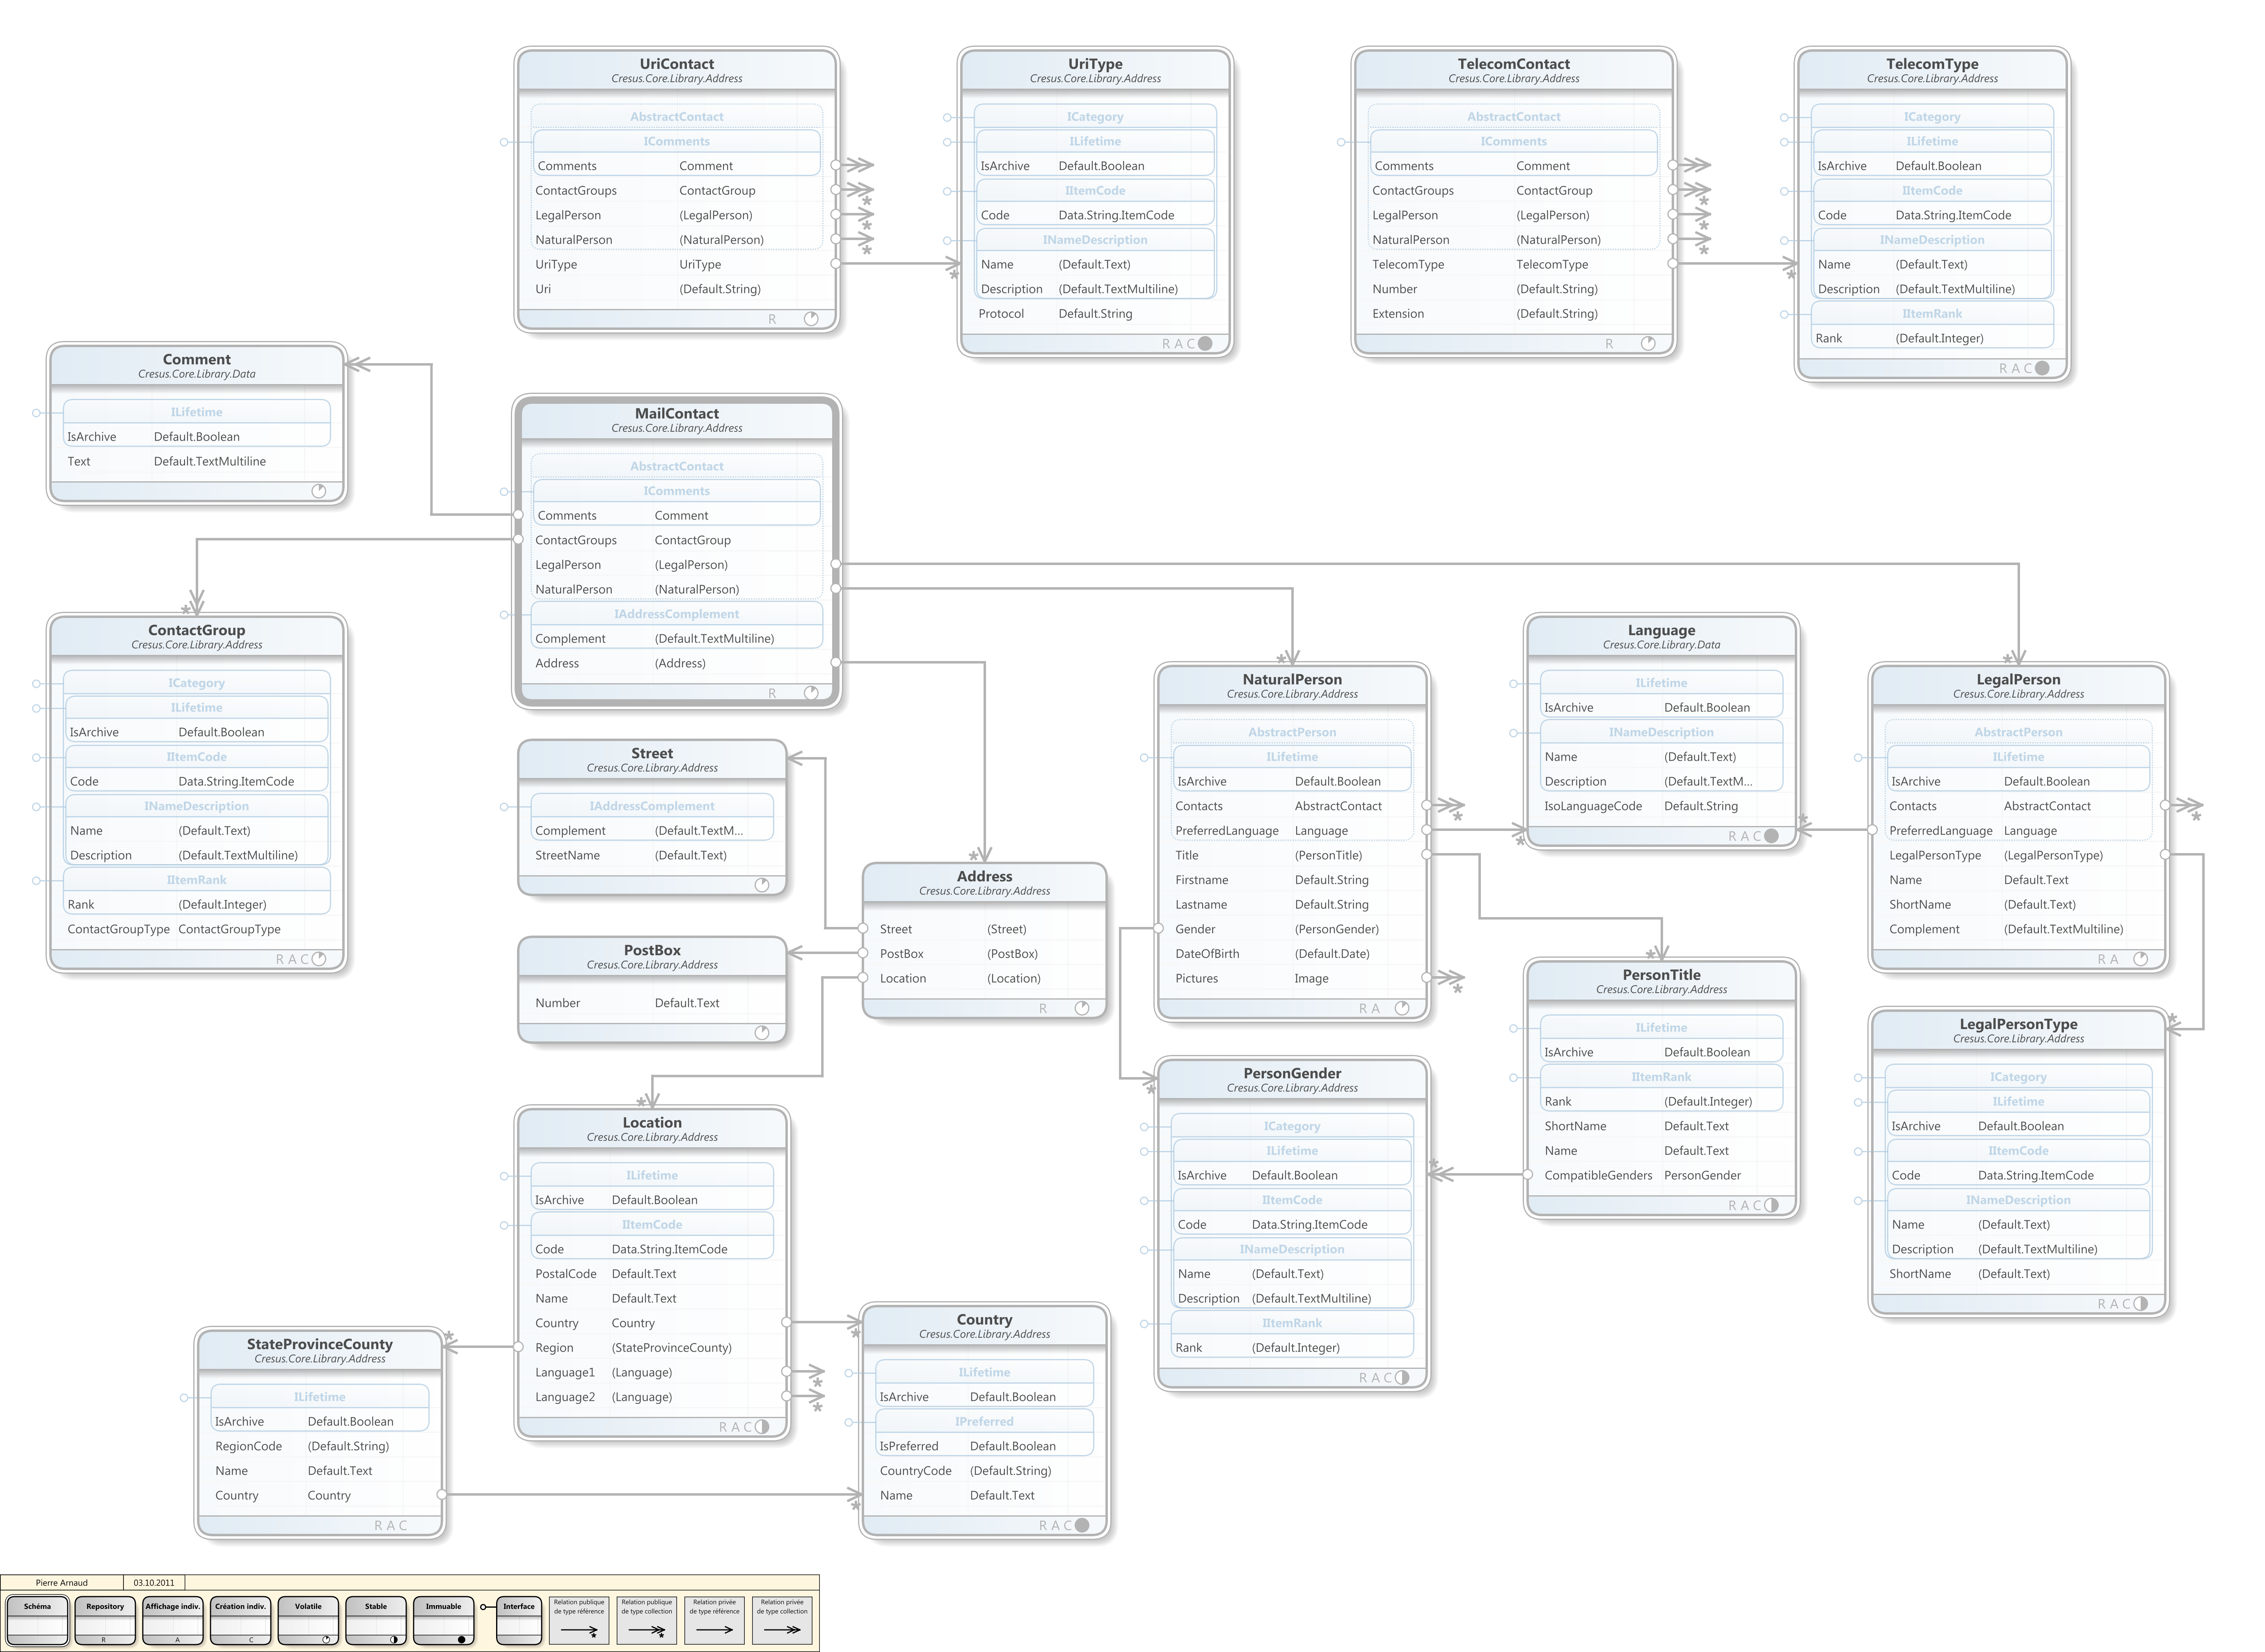 UriContact
Cresus.Core.Library.Address
AbstractContact
IComments
Comments Comment
ContactGroups ContactGroup
LegalPerson (LegalPerson)
NaturalPerson (NaturalPerson)
UriType UriType
Uri (Default.String)
R
UriType
Cresus.Core.Library.Address
ICategory
ILifetime
IsArchive Default.Boolean
IItemCode
Code Data.String.ItemCode
INameDescription
Name (Default.Text)
Description (Default.TextMultiline)
Protocol Default.String
R A C
TelecomContact
Cresus.Core.Library.Address
AbstractContact
IComments
Comments Comment
ContactGroups ContactGroup
LegalPerson (LegalPerson)
NaturalPerson (NaturalPerson)
TelecomType TelecomType
Number (Default.String)
Extension (Default.String)
R
TelecomType
Cresus.Core.Library.Address
ICategory
ILifetime
IsArchive Default.Boolean
IItemCode
Code Data.String.ItemCode
INameDescription
Name (Default.Text)
Description (Default.TextMultiline)
IItemRank
Rank (Default.Integer)
R A C
Comment
Cresus.Core.Library.Data
ILifetime
IsArchive Default.Boolean
Text Default.TextMultiline
MailContact
Cresus.Core.Library.Address
AbstractContact
IComments
Comments Comment
ContactGroups ContactGroup
LegalPerson (LegalPerson)
NaturalPerson (NaturalPerson)
IAddressComplement
Complement (Default.TextMultiline)
Address (Address)
R
ContactGroup
Cresus.Core.Library.Address
ICategory
ILifetime
IsArchive Default.Boolean
IItemCode
Code Data.String.ItemCode
INameDescription
Name (Default.Text)
Description (Default.TextMultiline)
IItemRank
Rank (Default.Integer)
ContactGroupType ContactGroupType
R A C
Street
Cresus.Core.Library.Address
IAddressComplement
Complement (Default.TextM...
StreetName (Default.Text)
PostBox
Cresus.Core.Library.Address
Number Default.Text
Address
Cresus.Core.Library.Address
Street (Street)
PostBox (PostBox)
Location (Location)
R
NaturalPerson
Cresus.Core.Library.Address
AbstractPerson
ILifetime
IsArchive Default.Boolean
Contacts AbstractContact
PreferredLanguage Language
Title (PersonTitle)
Firstname Default.String
Lastname Default.String
Gender (PersonGender)
DateOfBirth (Default.Date)
Pictures Image
R A
Language
Cresus.Core.Library.Data
ILifetime
IsArchive Default.Boolean
INameDescription
Name (Default.Text)
Description (Default.TextM...
IsoLanguageCode Default.String
R A C
LegalPerson
Cresus.Core.Library.Address
AbstractPerson
ILifetime
IsArchive Default.Boolean
Contacts AbstractContact
PreferredLanguage Language
LegalPersonType (LegalPersonType)
Name Default.Text
ShortName (Default.Text)
Complement (Default.TextMultiline)
R A
PersonTitle
Cresus.Core.Library.Address
ILifetime
IsArchive Default.Boolean
IItemRank
Rank (Default.Integer)
ShortName Default.Text
Name Default.Text
CompatibleGenders PersonGender
R A C
LegalPersonType
Cresus.Core.Library.Address
ICategory
ILifetime
IsArchive Default.Boolean
IItemCode
Code Data.String.ItemCode
INameDescription
Name (Default.Text)
Description (Default.TextMultiline)
ShortName (Default.Text)
R A C
PersonGender
Cresus.Core.Library.Address
ICategory
ILifetime
IsArchive Default.Boolean
IItemCode
Code Data.String.ItemCode
INameDescription
Name (Default.Text)
Description (Default.TextMultiline)
IItemRank
Rank (Default.Integer)
R A C
Location
Cresus.Core.Library.Address
ILifetime
IsArchive Default.Boolean
IItemCode
Code Data.String.ItemCode
PostalCode Default.Text
Name Default.Text
Country Country
Region (StateProvinceCounty)
Language1 (Language)
Language2 (Language)
R A C
StateProvinceCounty
Cresus.Core.Library.Address
ILifetime
IsArchive Default.Boolean
RegionCode (Default.String)
Name Default.Text
Country Country
R A C
Country
Cresus.Core.Library.Address
ILifetime
IsArchive Default.Boolean
IPreferred
IsPreferred Default.Boolean
CountryCode (Default.String)
Name Default.Text
R A C
Pierre Arnaud 03.10.2011
Schéma
Repository
R
Affichage indiv.
A
Création indiv.
C
Volatile
Stable
Immuable
Interface
Relation publique
de type référence
Relation publique
de type collection
Relation privée
de type référence
Relation privée
de type collection